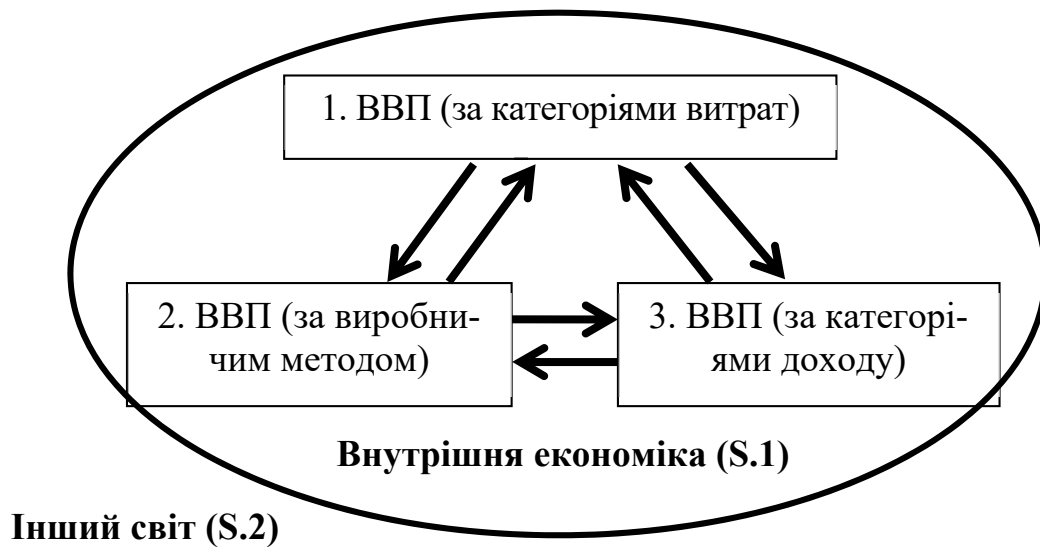 1. ВВП (за категоріями витрат)
2. ВВП (за виробни-
чим методом)
3. ВВП (за категорі-
ями доходу)
Внутрішня економіка (S.1)
Інший світ (S.2)